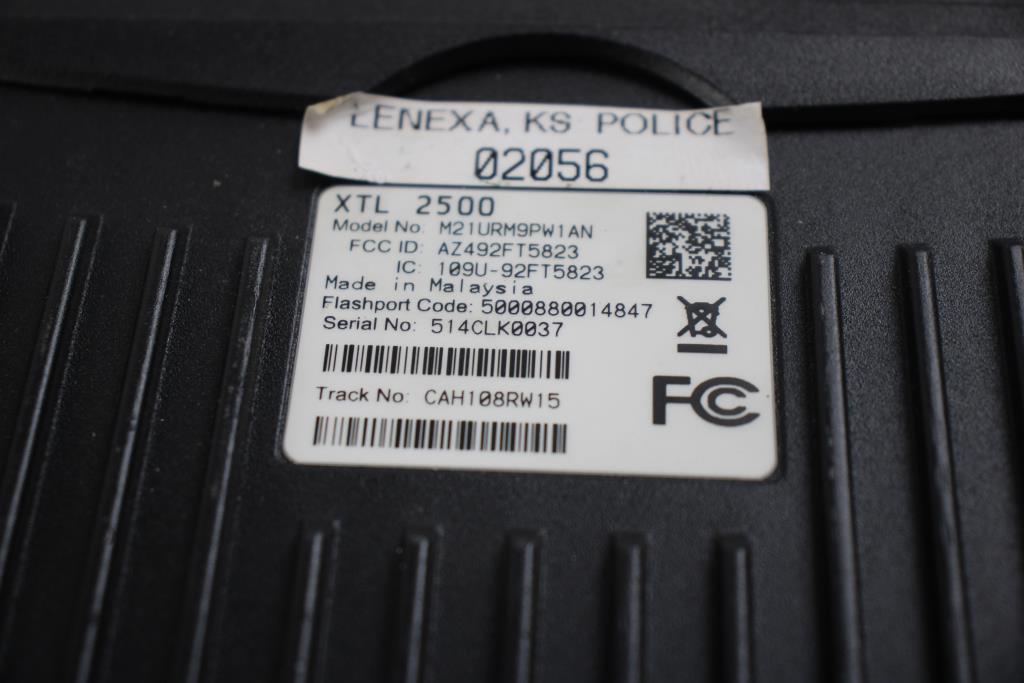 LENEXA, KS POLICE
02056
XTL 2500
Model No: M21URM9PW1AN
FCC ID: AZ492FT5823
IC: 109U-92FT5823
Made in Malaysia
Flashport Code: 5000880014847
Serial No: 514CLK0037
Track No: CAH108RW15
FC